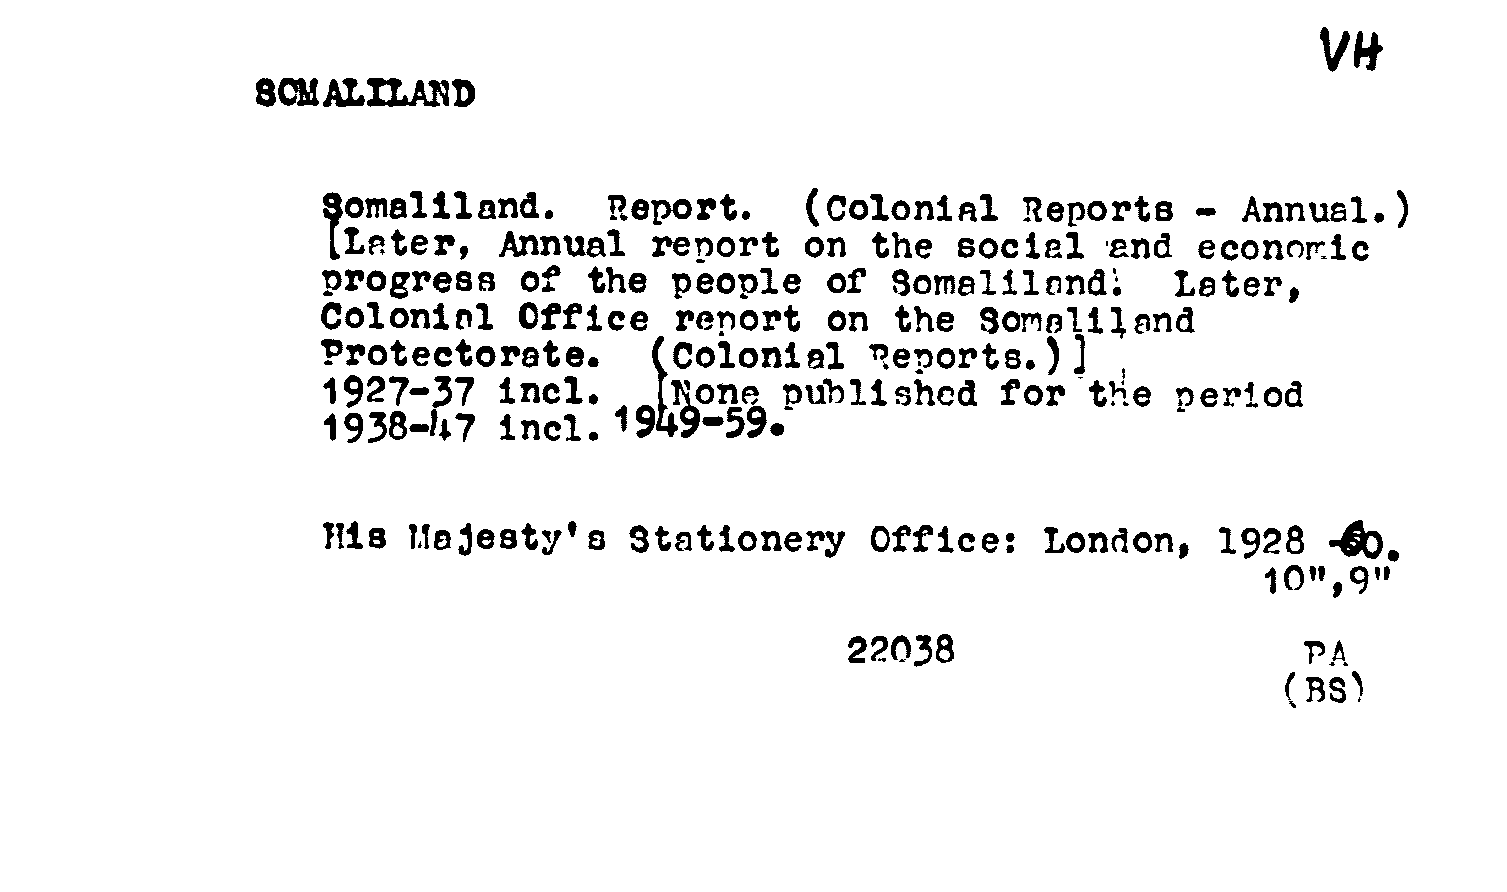 VH
SOMALILAND
Somaliland. Report. (Colonial Reports - Annual.)
[Later, Annual report on the social and economic
progress of the people of Somaliland. Later,
Colonial Office report on the Somaliland
Protectorate. (Colonial Reports.)]
1927-37 incl. [None published for the period
1938-47 incl. 1949-59.
His Majesty's Stationery Office: London, 1928 -60.
10",9"
22038 PA
(BS)